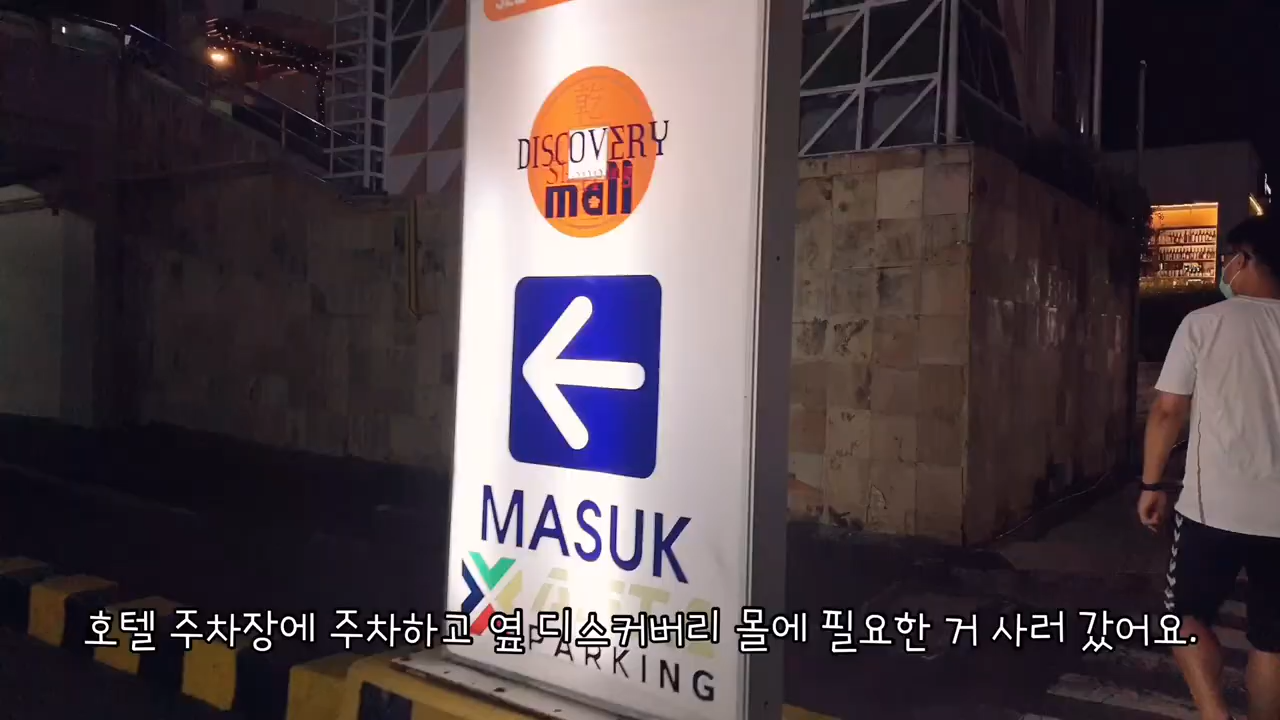 乾
DISCOVERY
mall
MASUK
PARKING
호텔 주차장에 주차하고 옆 디스커버리 몰에 필요한 거 사러 갔어요.